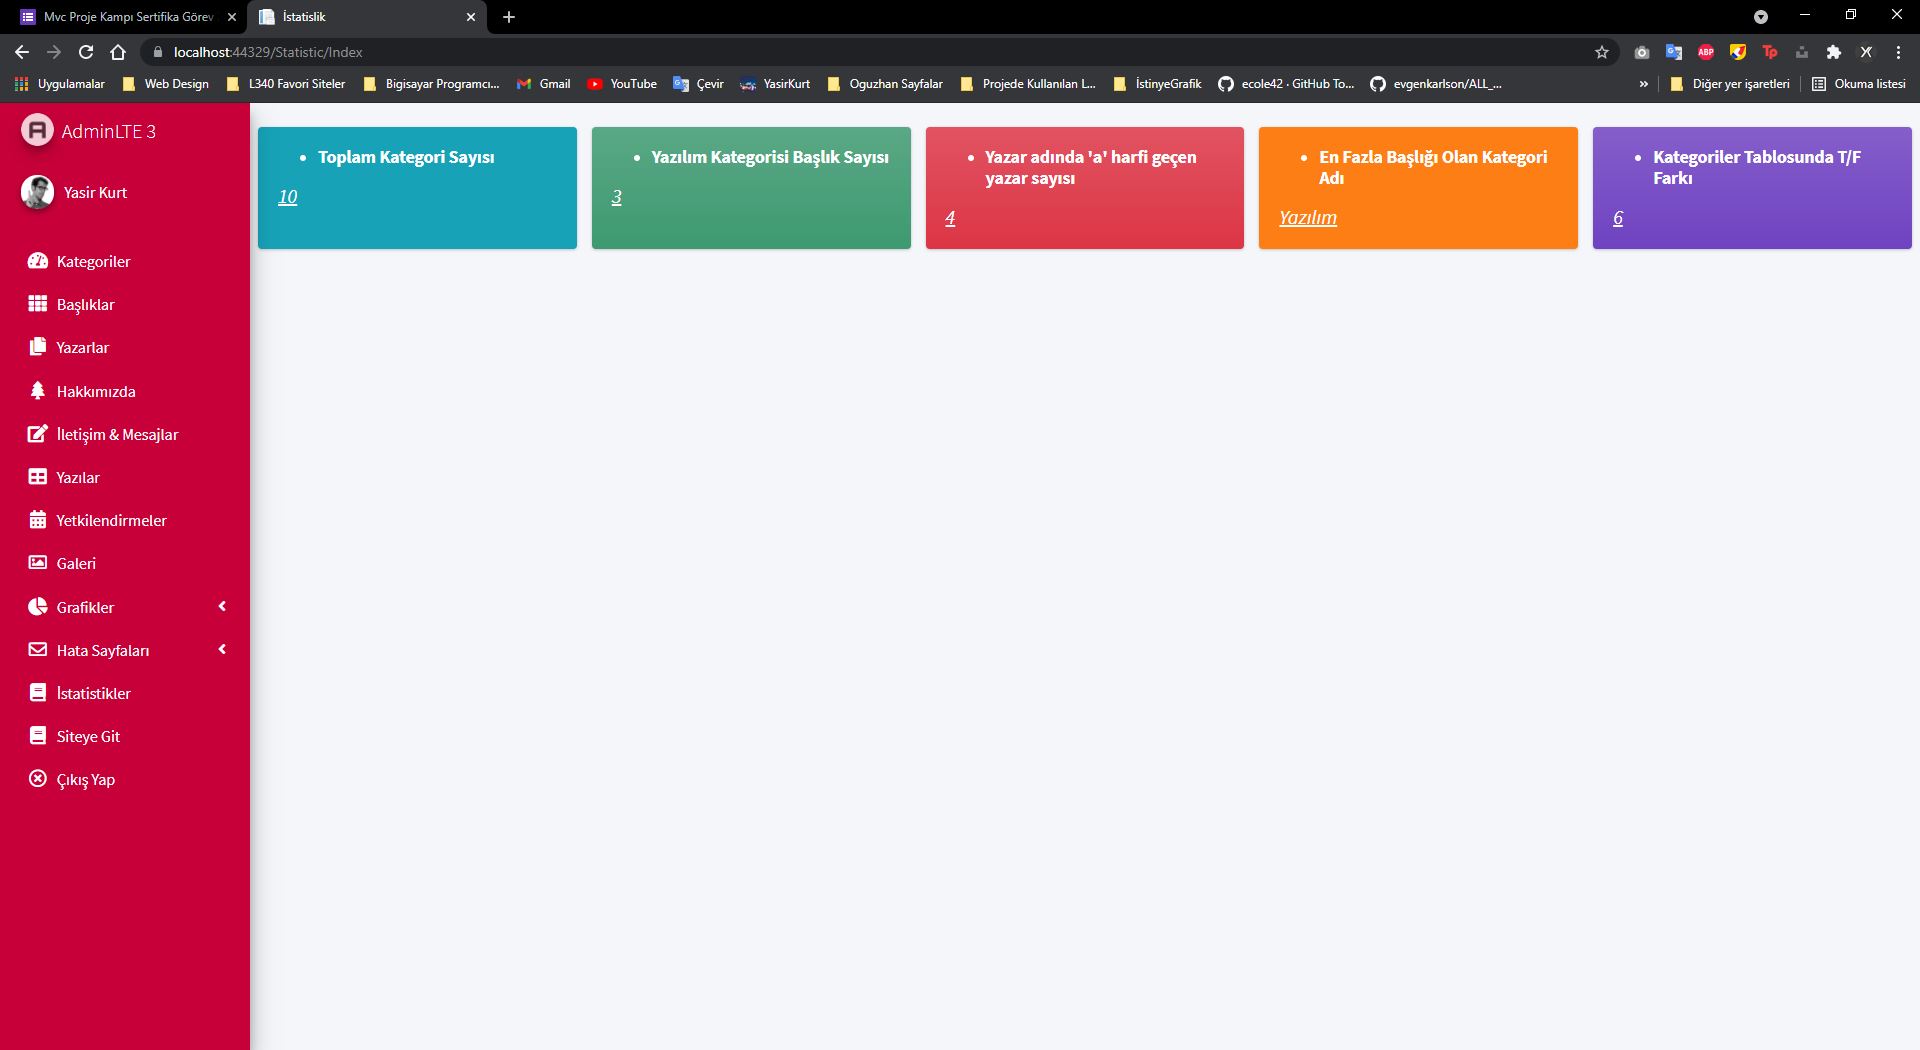 Mvc Proje Kampı Sertifika Görev
İstatislik
localhost:44329/Statistic/Index
Uygulamalar
Web Design
L340 Favori Siteler
Bigisayar Programcı...
Gmail
YouTube
Çevir
YasirKurt
Oguzhan Sayfalar
Projede Kullanılan L...
İstinyeGrafik
ecole42 · GitHub To...
evgenkarlson/ALL_...
»
Diğer yer işaretleri
Okuma listesi
AdminLTE 3
Yasir Kurt
Kategoriler
Başlıklar
Yazarlar
Hakkımızda
İletişim & Mesajlar
Yazılar
Yetkilendirmeler
Galeri
Grafikler
Hata Sayfaları
İstatistikler
Siteye Git
Çıkış Yap
• Toplam Kategori Sayısı
10
• Yazılım Kategorisi Başlık Sayısı
3
• Yazar adında 'a' harfi geçen
yazar sayısı
4
• En Fazla Başlığı Olan Kategori
Adı
Yazılım
• Kategoriler Tablosunda T/F
Farkı
6
ABP
Tp